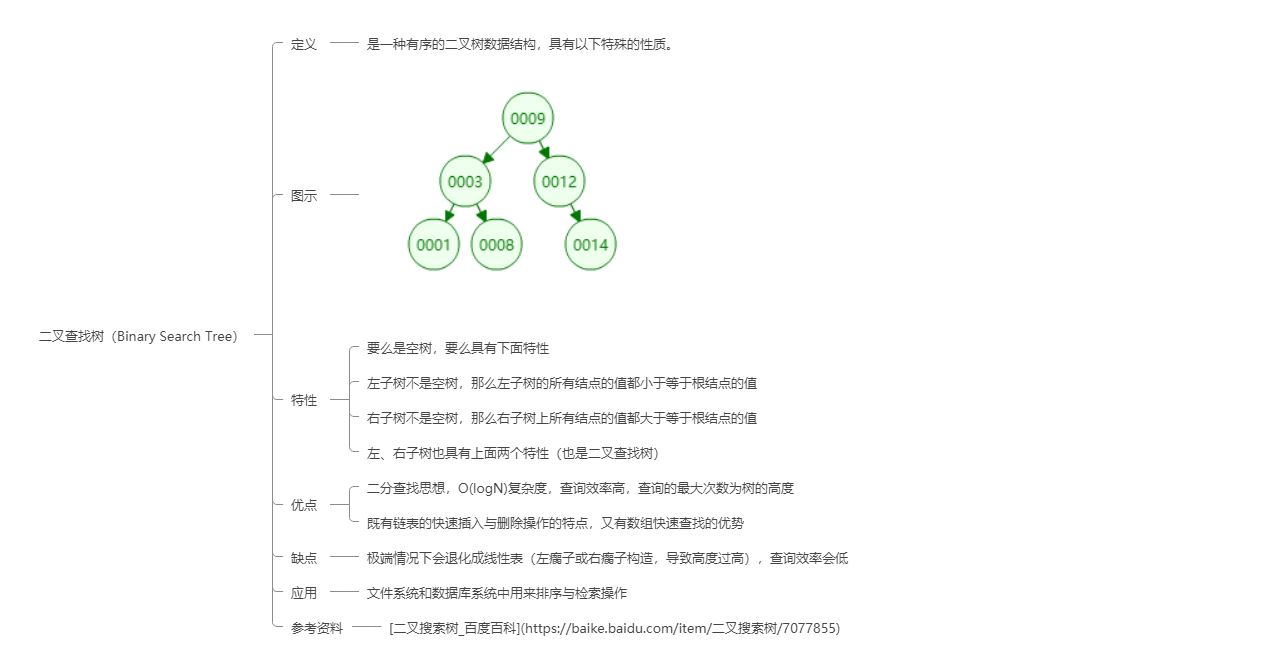 定义
是一种有序的二叉树数据结构，具有以下特殊的性质。
0009
0003
0012
图示
0001
0008
0014
二叉查找树（Binary Search Tree）
要么是空树，要么具有下面特性
左子树不是空树，那么左子树的所有结点的值都小于等于根结点的值
特性
右子树不是空树，那么右子树上所有结点的值都大于等于根结点的值
左、右子树也具有上面两个特性（也是二叉查找树）
二分查找思想，O(logN)复杂度，查询效率高，查询的最大次数为树的高度
优点
既有链表的快速插入与删除操作的特点，又有数组快速查找的优势
缺点
极端情况下会退化成线性表（左瘸子或右瘸子构造，导致高度过高），查询效率会低
应用
文件系统和数据库系统中用来排序与检索操作
参考资料
[二叉搜索树_百度百科](https://baike.baidu.com/item/二叉搜索树/7077855)